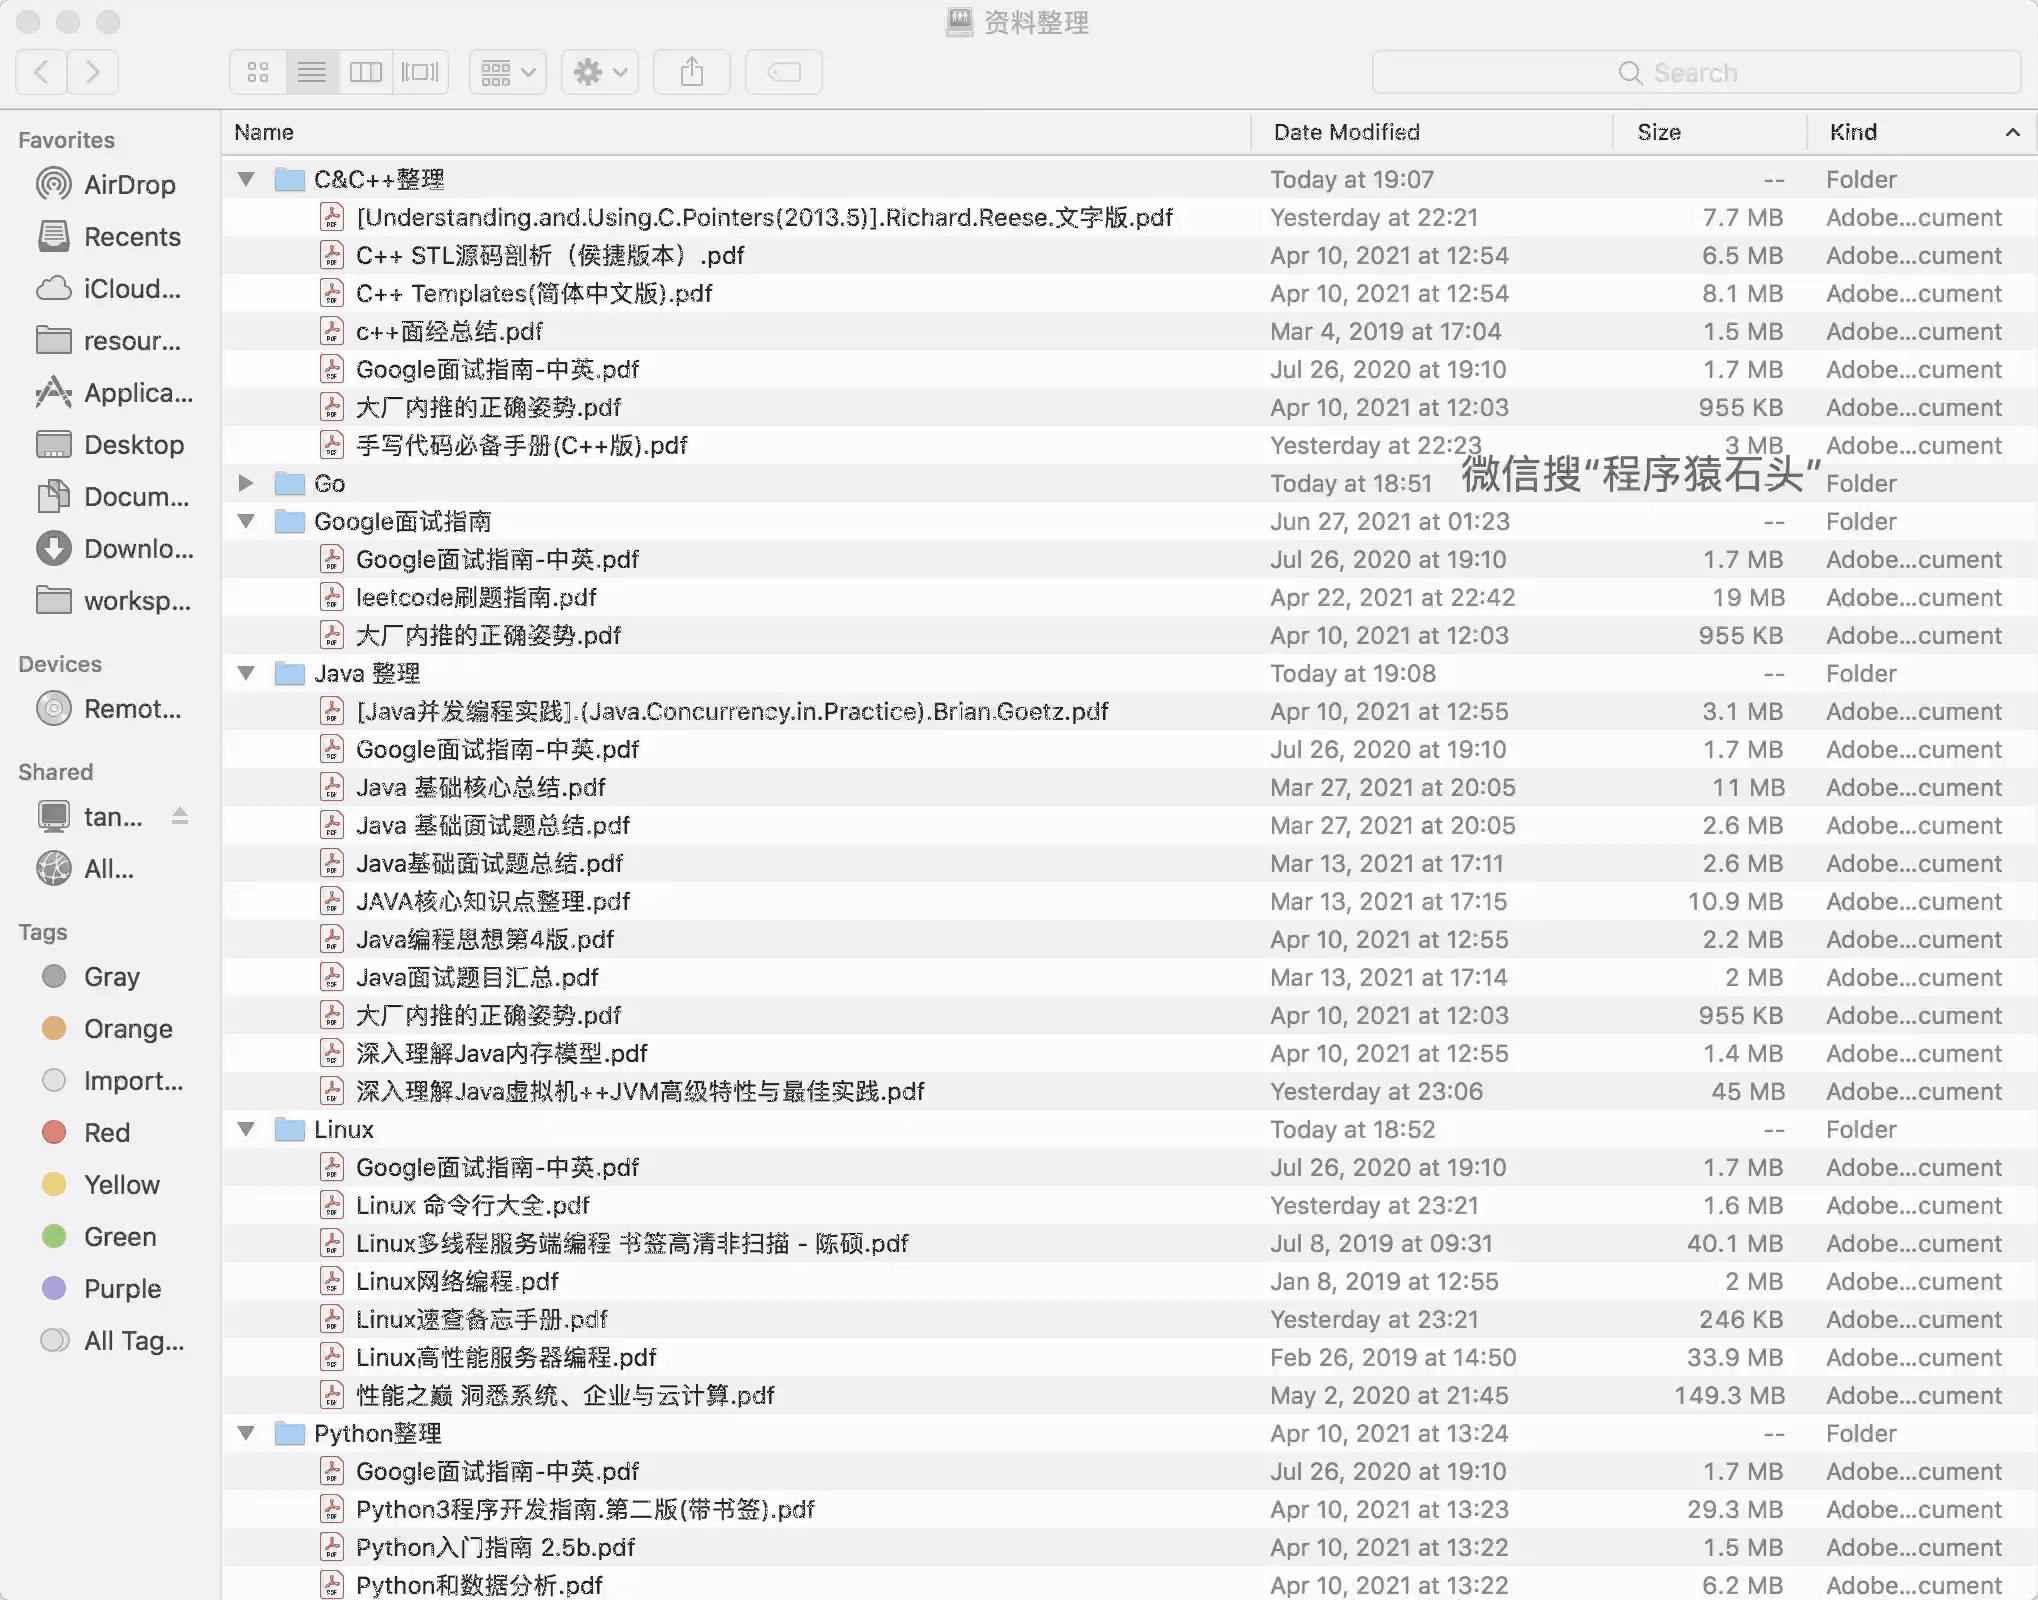 资料整理
Search
Favorites
AirDrop
Recents
iCloud...
resour...
Applica...
Desktop
Docum...
Downlo...
worksp...
Devices
Remot...
Shared
tan...
All...
Tags
Gray
Orange
Import...
Red
Yellow
Green
Purple
All Tag...
Name Date Modified Size Kind
C&C++整理 Today at 19:07 -- Folder
[Understanding.and.Using.C.Pointers(2013.5)].Richard.Reese.文字版.pdf Yesterday at 22:21 7.7 MB Adobe...cument
C++ STL源码剖析（侯捷版本）.pdf Apr 10, 2021 at 12:54 6.5 MB Adobe...cument
C++ Templates(简体中文版).pdf Apr 10, 2021 at 12:54 8.1 MB Adobe...cument
c++面经总结.pdf Mar 4, 2019 at 17:04 1.5 MB Adobe...cument
Google面试指南-中英.pdf Jul 26, 2020 at 19:10 1.7 MB Adobe...cument
大厂内推的正确姿势.pdf Apr 10, 2021 at 12:03 955 KB Adobe...cument
手写代码必备手册(C++版).pdf Yesterday at 22:23 3 MB Adobe...cument
微信搜“程序猿石头”
Go Today at 18:51 -- Folder
Google面试指南 Jun 27, 2021 at 01:23 -- Folder
Google面试指南-中英.pdf Jul 26, 2020 at 19:10 1.7 MB Adobe...cument
leetcode刷题指南.pdf Apr 22, 2021 at 22:42 19 MB Adobe...cument
大厂内推的正确姿势.pdf Apr 10, 2021 at 12:03 955 KB Adobe...cument
Java 整理 Today at 19:08 -- Folder
[Java并发编程实践].(Java.Concurrency.in.Practice).Brian.Goetz.pdf Apr 10, 2021 at 12:55 3.1 MB Adobe...cument
Google面试指南-中英.pdf Jul 26, 2020 at 19:10 1.7 MB Adobe...cument
Java 基础核心总结.pdf Mar 27, 2021 at 20:05 11 MB Adobe...cument
Java 基础面试题总结.pdf Mar 27, 2021 at 20:05 2.6 MB Adobe...cument
Java基础面试题总结.pdf Mar 13, 2021 at 17:11 2.6 MB Adobe...cument
JAVA核心知识点整理.pdf Mar 13, 2021 at 17:15 10.9 MB Adobe...cument
Java编程思想第4版.pdf Apr 10, 2021 at 12:55 2.2 MB Adobe...cument
Java面试题目汇总.pdf Mar 13, 2021 at 17:14 2 MB Adobe...cument
大厂内推的正确姿势.pdf Apr 10, 2021 at 12:03 955 KB Adobe...cument
深入理解Java内存模型.pdf Apr 10, 2021 at 12:55 1.4 MB Adobe...cument
深入理解Java虚拟机++JVM高级特性与最佳实践.pdf Yesterday at 23:06 45 MB Adobe...cument
Linux Today at 18:52 -- Folder
Google面试指南-中英.pdf Jul 26, 2020 at 19:10 1.7 MB Adobe...cument
Linux 命令行大全.pdf Yesterday at 23:21 1.6 MB Adobe...cument
Linux多线程服务端编程 书签高清非扫描 - 陈硕.pdf Jul 8, 2019 at 09:31 40.1 MB Adobe...cument
Linux网络编程.pdf Jan 8, 2019 at 12:55 2 MB Adobe...cument
Linux速查备忘手册.pdf Yesterday at 23:21 246 KB Adobe...cument
Linux高性能服务器编程.pdf Feb 26, 2019 at 14:50 33.9 MB Adobe...cument
性能之巅 洞悉系统、企业与云计算.pdf May 2, 2020 at 21:45 149.3 MB Adobe...cument
Python整理 Apr 10, 2021 at 13:24 -- Folder
Google面试指南-中英.pdf Jul 26, 2020 at 19:10 1.7 MB Adobe...cument
Python3程序开发指南.第二版(带书签).pdf Apr 10, 2021 at 13:23 29.3 MB Adobe...cument
Python入门指南 2.5b.pdf Apr 10, 2021 at 13:22 1.5 MB Adobe...cument
Python和数据分析.pdf Apr 10, 2021 at 13:22 6.2 MB Adobe...cument